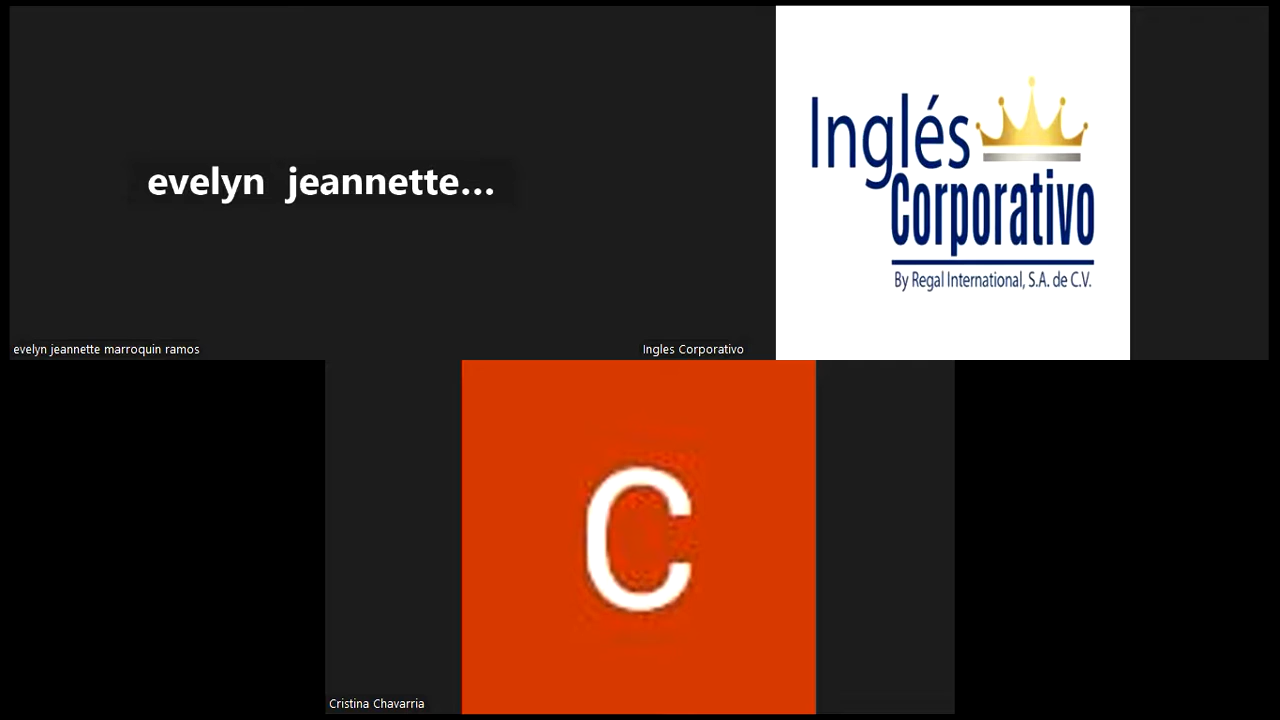 evelyn  jeannette...
evelyn jeannette marroquin ramos
Inglés
Corporativo
By Regal International, S.A. de C.V.
Ingles Corporativo
C
Cristina Chavarria